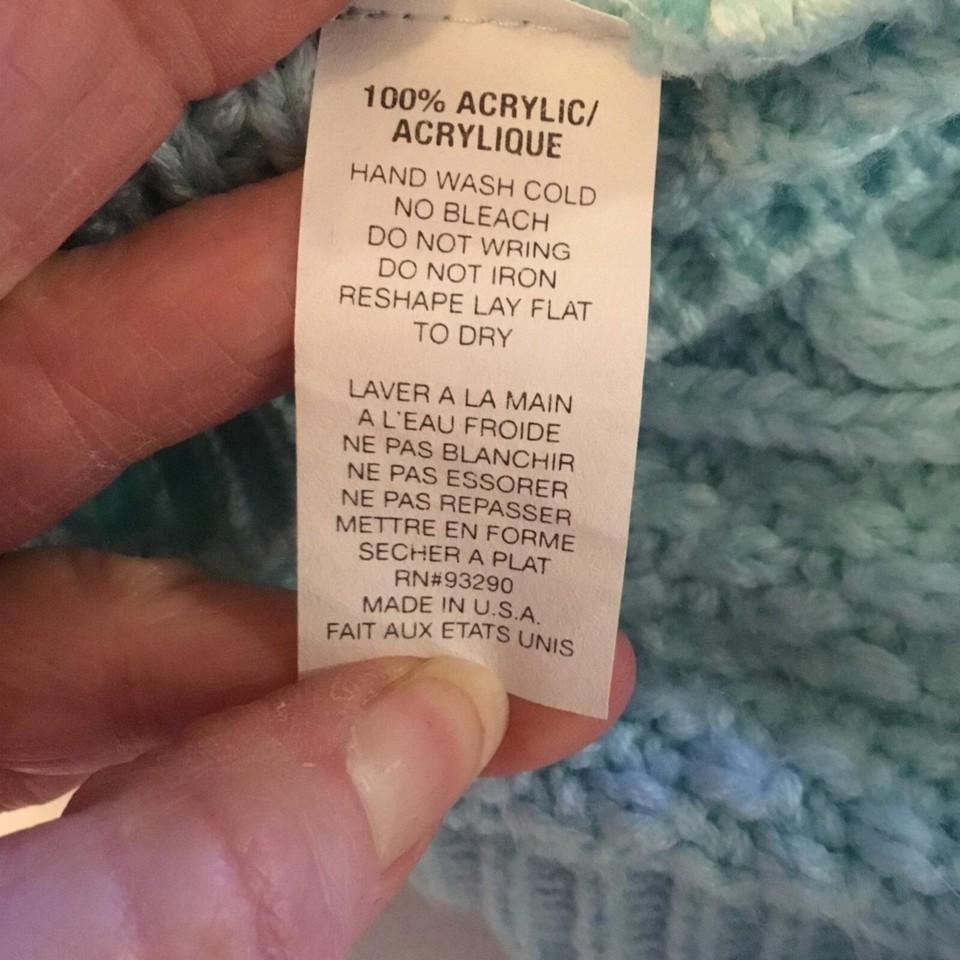 100% ACRYLIC/
ACRYLIQUE
HAND WASH COLD
NO BLEACH
DO NOT WRING
DO NOT IRON
RESHAPE LAY FLAT
TO DRY
LAVER A LA MAIN
A L'EAU FROIDE
NE PAS BLANCHIR
NE PAS ESSORER
NE PAS REPASSER
METTRE EN FORME
SECHER A PLAT
RN#93290
MADE IN U.S.A.
FAIT AUX ETATS UNIS